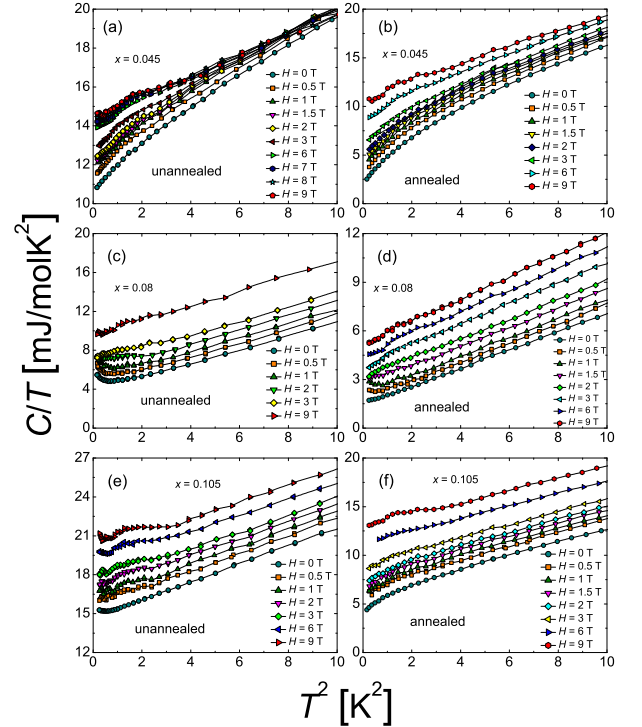 (a)
x = 0.045
unannealed
H = 0 T
H = 0.5 T
H = 1 T
H = 1.5T
H = 2 T
H = 3 T
H = 6 T
H = 7 T
H = 8 T
H = 9 T
20
18
16
14
12
10
0 2 4 6 8 10
(b)
x = 0.045
annealed
H = 0 T
H = 0.5 T
H = 1 T
H = 1.5 T
H = 2 T
H = 3 T
H = 6 T
H = 9 T
20
15
10
5
0
0 2 4 6 8 10
(c)
x = 0.08
unannealed
H = 0 T
H = 0.5 T
H = 1 T
H = 2 T
H = 3 T
H = 9 T
20
16
12
8
4
0
0 2 4 6 8 10
(d)
x = 0.08
annealed
H = 0 T
H = 0.5 T
H = 1 T
H = 1.5 T
H = 2 T
H = 3 T
H = 6 T
H = 9 T
12
9
6
3
0
0 2 4 6 8 10
(e)
x = 0.105
unannealed
H = 0 T
H = 0.5 T
H = 1 T
H = 2 T
H = 3 T
H = 6 T
H = 9 T
27
24
21
18
15
12
0 2 4 6 8 10
(f)
x = 0.105
annealed
H = 0 T
H = 0.5 T
H = 1 T
H = 1.5 T
H = 2 T
H = 3 T
H = 6 T
H = 9 T
20
15
10
5
0
0 2 4 6 8 10
C/T [mJ/molK²]
T² [K²]